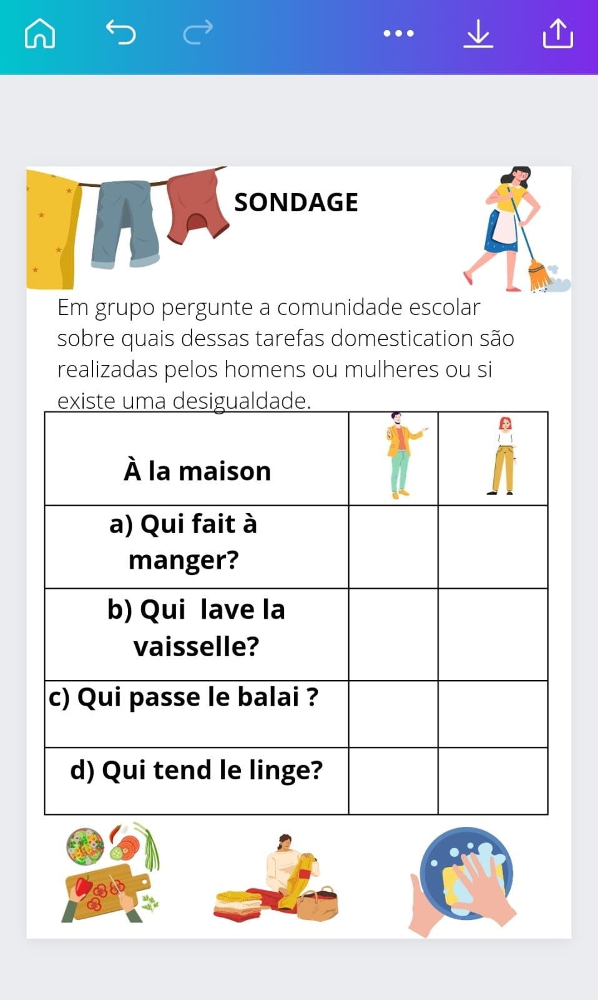 SONDAGE
Em grupo pergunte a comunidade escolar
sobre quais dessas tarefas domestication são
realizadas pelos homens ou mulheres ou si
existe uma desigualdade.
À la maison
a) Qui fait à
manger?
b) Qui lave la
vaisselle?
c) Qui passe le balai ?
d) Qui tend le linge?